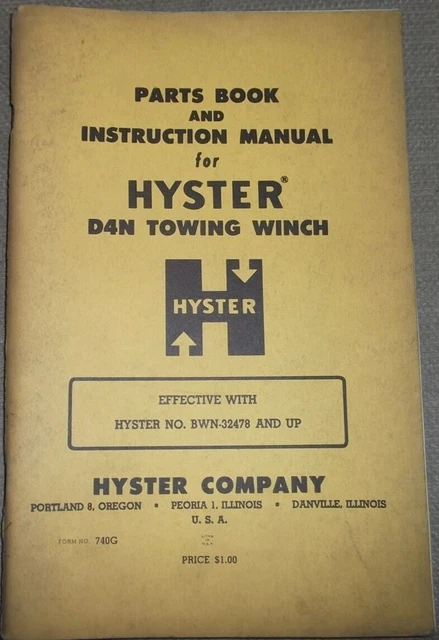 PARTS BOOK
AND
INSTRUCTION MANUAL
for
HYSTER®
D4N TOWING WINCH
HYSTER
EFFECTIVE WITH
HYSTER NO. BWN-32478 AND UP
HYSTER COMPANY
PORTLAND 8, OREGON • PEORIA 1, ILLINOIS • DANVILLE, ILLINOIS
U. S. A.
FORM NO. 740G
PRICE $1.00